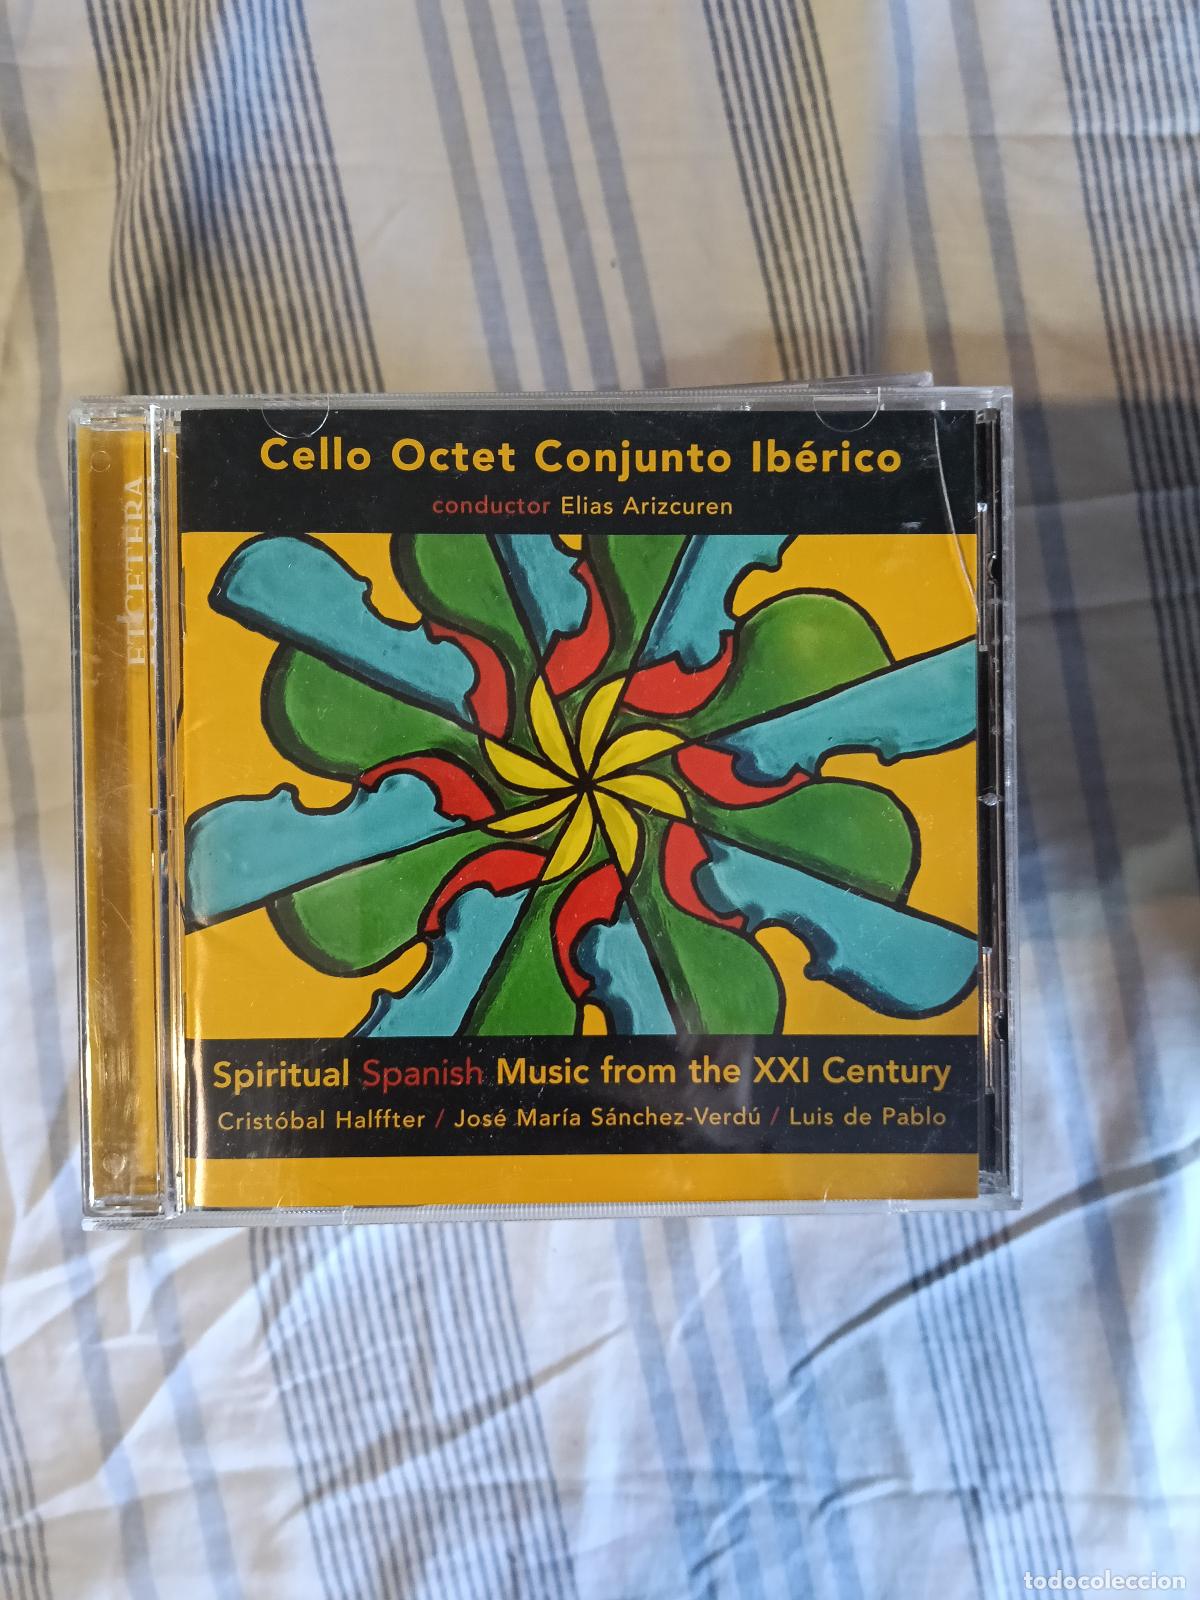 Cello Octet Conjunto Ibérico
conductor Elias Arizcuren
ETCETERA
Spiritual Spanish Music from the XXI Century
Cristóbal Halffter / José María Sánchez-Verdú / Luis de Pablo
todocoleccion